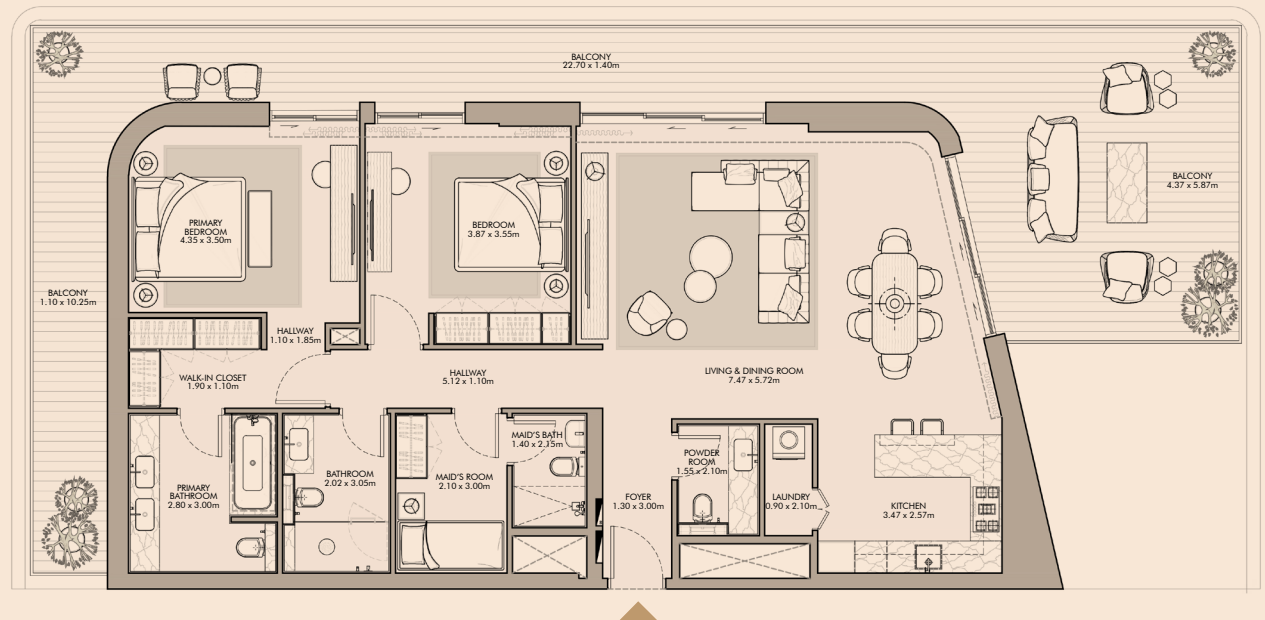 BALCONY
22.70 x 1.40m
BALCONY
4.37 x 5.87m
PRIMARY
BEDROOM
4.35 x 3.50m
BEDROOM
3.87 x 3.55m
BALCONY
1.10 x 10.25m
HALLWAY
1.10 x 1.85m
WALK-IN CLOSET
1.90 x 1.10m
HALLWAY
5.12 x 1.10m
LIVING & DINING ROOM
7.47 x 5.72m
PRIMARY
BATHROOM
2.80 x 3.00m
BATHROOM
2.02 x 3.05m
MAID'S ROOM
2.10 x 3.00m
MAID'S BATH
1.40 x 2.15m
FOYER
1.30 x 3.00m
POWDER
ROOM
1.55 x 2.10m
LAUNDRY
0.90 x 2.10m
KITCHEN
3.47 x 2.57m